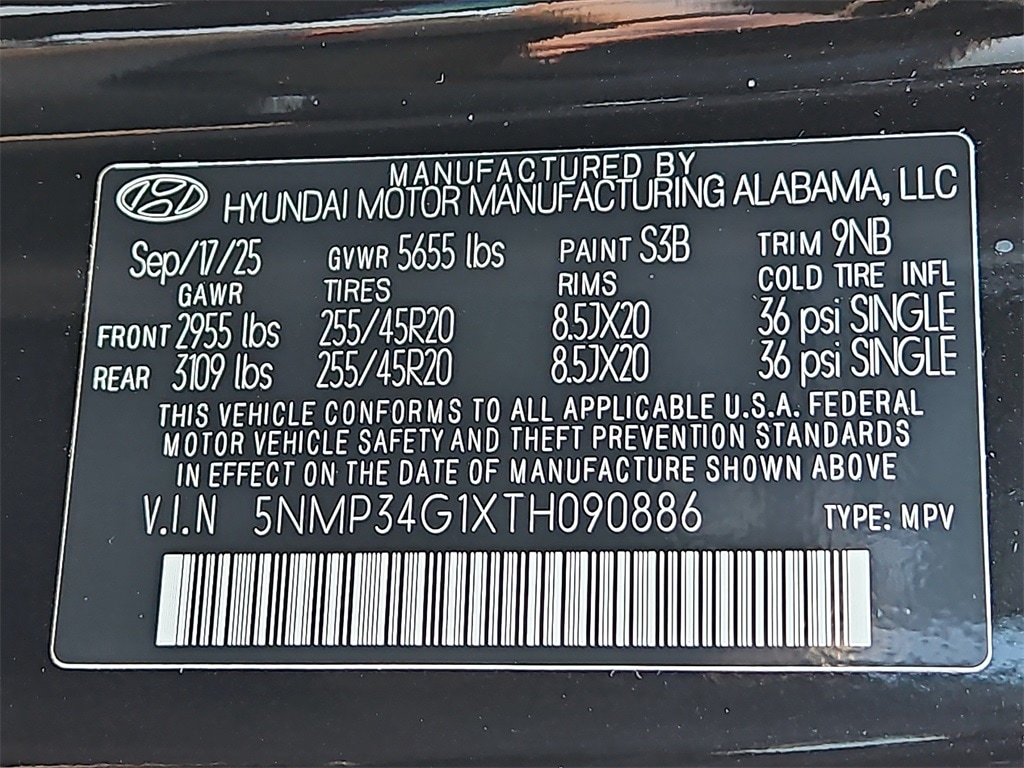 MANUFACTURED BY
HYUNDAI MOTOR MANUFACTURING ALABAMA, LLC
Sep/17/25 GVWR 5655 lbs PAINT S3B TRIM 9NB
GAWR TIRES RIMS COLD TIRE INFL
FRONT 2955 lbs 255/45R20 8.5JX20 36 psi SINGLE
REAR 3109 lbs 255/45R20 8.5JX20 36 psi SINGLE
THIS VEHICLE CONFORMS TO ALL APPLICABLE U.S.A. FEDERAL
MOTOR VEHICLE SAFETY AND THEFT PREVENTION STANDARDS
IN EFFECT ON THE DATE OF MANUFACTURE SHOWN ABOVE
V.I.N 5NMP34G1XTH090886 TYPE: MPV